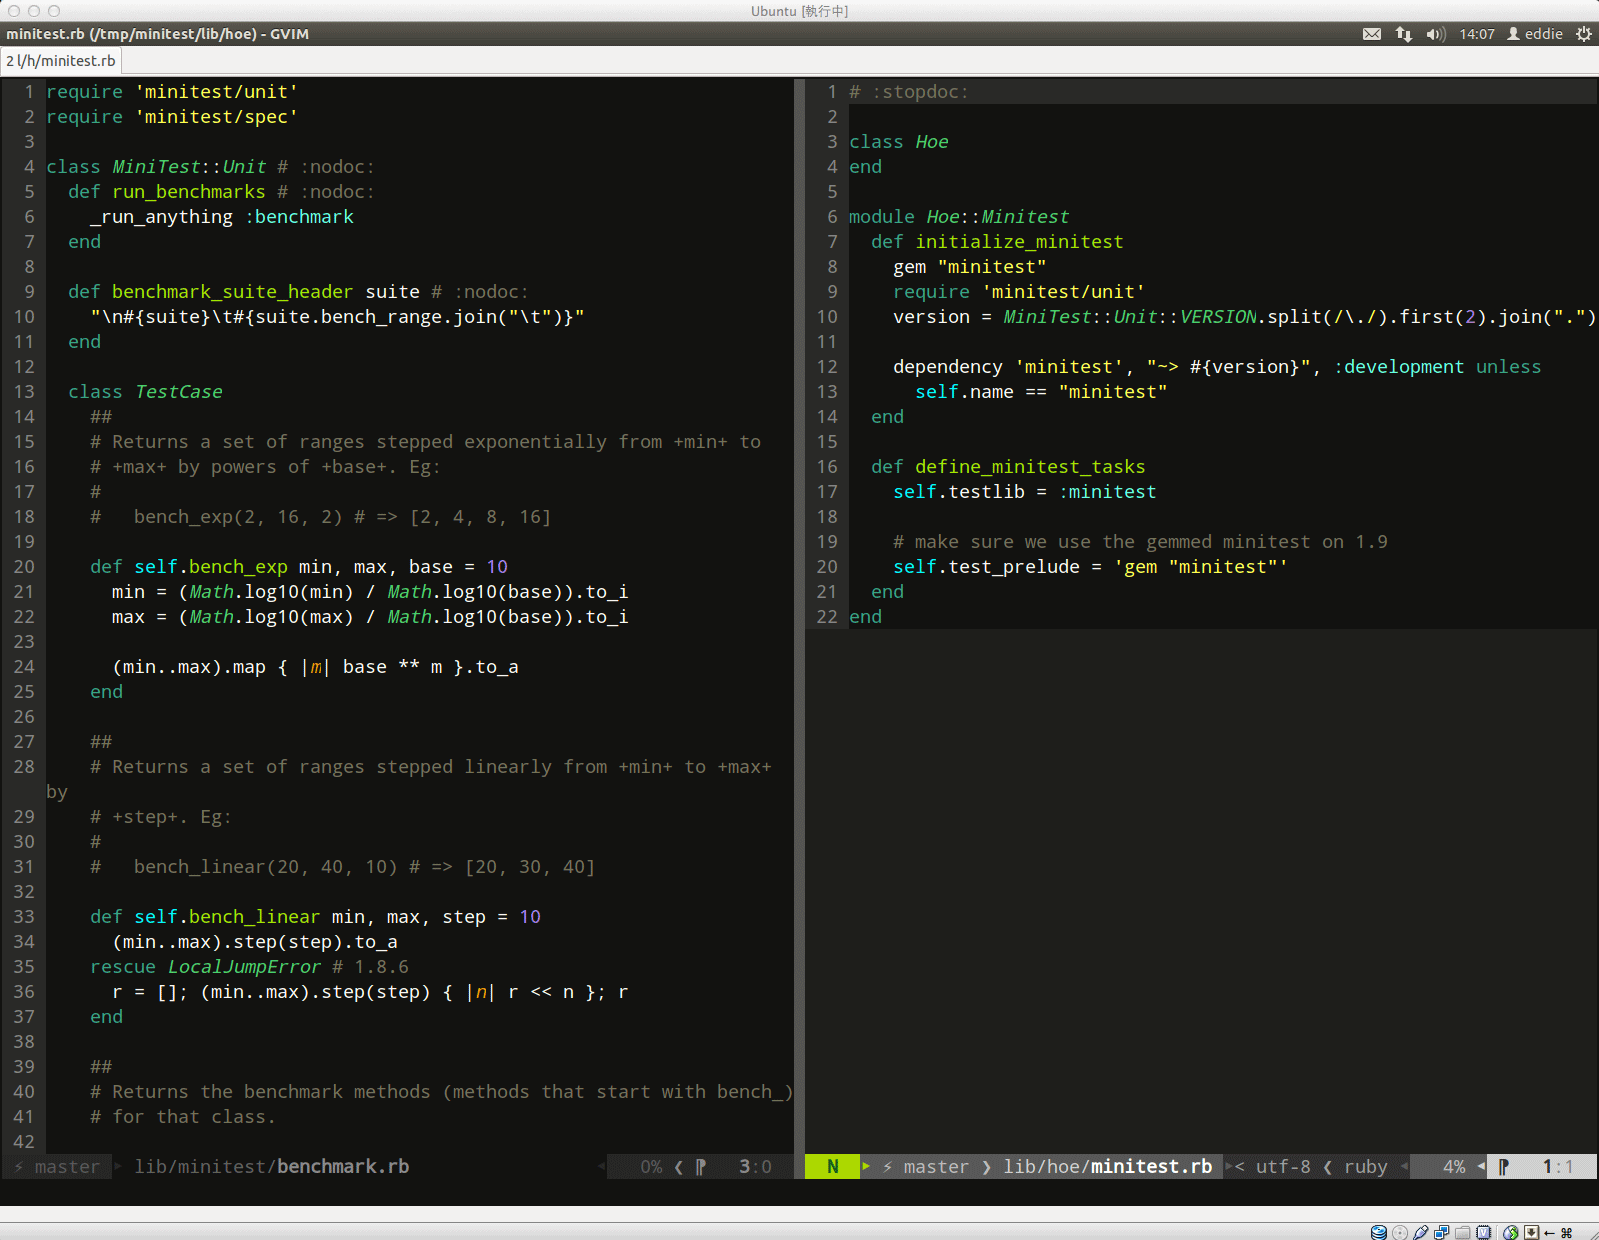 Ubuntu [執行中]
minitest.rb (/tmp/minitest/lib/hoe) - GVIM
14:07 eddie
2 l/h/minitest.rb
1 require 'minitest/unit'
2 require 'minitest/spec'
3
4 class MiniTest::Unit # :nodoc:
5   def run_benchmarks # :nodoc:
6     _run_anything :benchmark
7   end
8
9   def benchmark_suite_header suite # :nodoc:
10     "\n#{suite}\t#{suite.bench_range.join("\t")}"
11   end
12
13   class TestCase
14     ##
15     # Returns a set of ranges stepped exponentially from +min+ to
16     # +max+ by powers of +base+. Eg:
17     #
18     #   bench_exp(2, 16, 2) # => [2, 4, 8, 16]
19
20     def self.bench_exp min, max, base = 10
21       min = (Math.log10(min) / Math.log10(base)).to_i
22       max = (Math.log10(max) / Math.log10(base)).to_i
23
24       (min..max).map { |m| base ** m }.to_a
25     end
26
27     ##
28     # Returns a set of ranges stepped linearly from +min+ to +max+
by
29     # +step+. Eg:
30     #
31     #   bench_linear(20, 40, 10) # => [20, 30, 40]
32
33     def self.bench_linear min, max, step = 10
34       (min..max).step(step).to_a
35     rescue LocalJumpError # 1.8.6
36       r = []; (min..max).step(step) { |n| r << n }; r
37     end
38
39     ##
40     # Returns the benchmark methods (methods that start with bench_)
41     # for that class.
42
⚡ master lib/minitest/benchmark.rb 0% ❮ ⁋ 3:0
1 # :stopdoc:
2
3 class Hoe
4 end
5
6 module Hoe::Minitest
7   def initialize_minitest
8     gem "minitest"
9     require 'minitest/unit'
10     version = MiniTest::Unit::VERSION.split(/\./).first(2).join(".")
11
12     dependency 'minitest', "~> #{version}", :development unless
13       self.name == "minitest"
14   end
15
16   def define_minitest_tasks
17     self.testlib = :minitest
18
19     # make sure we use the gemmed minitest on 1.9
20     self.test_prelude = 'gem "minitest"'
21   end
22 end
N ⚡ master ❯ lib/hoe/minitest.rb < utf-8 ❮ ruby 4% ⁋ 1:1